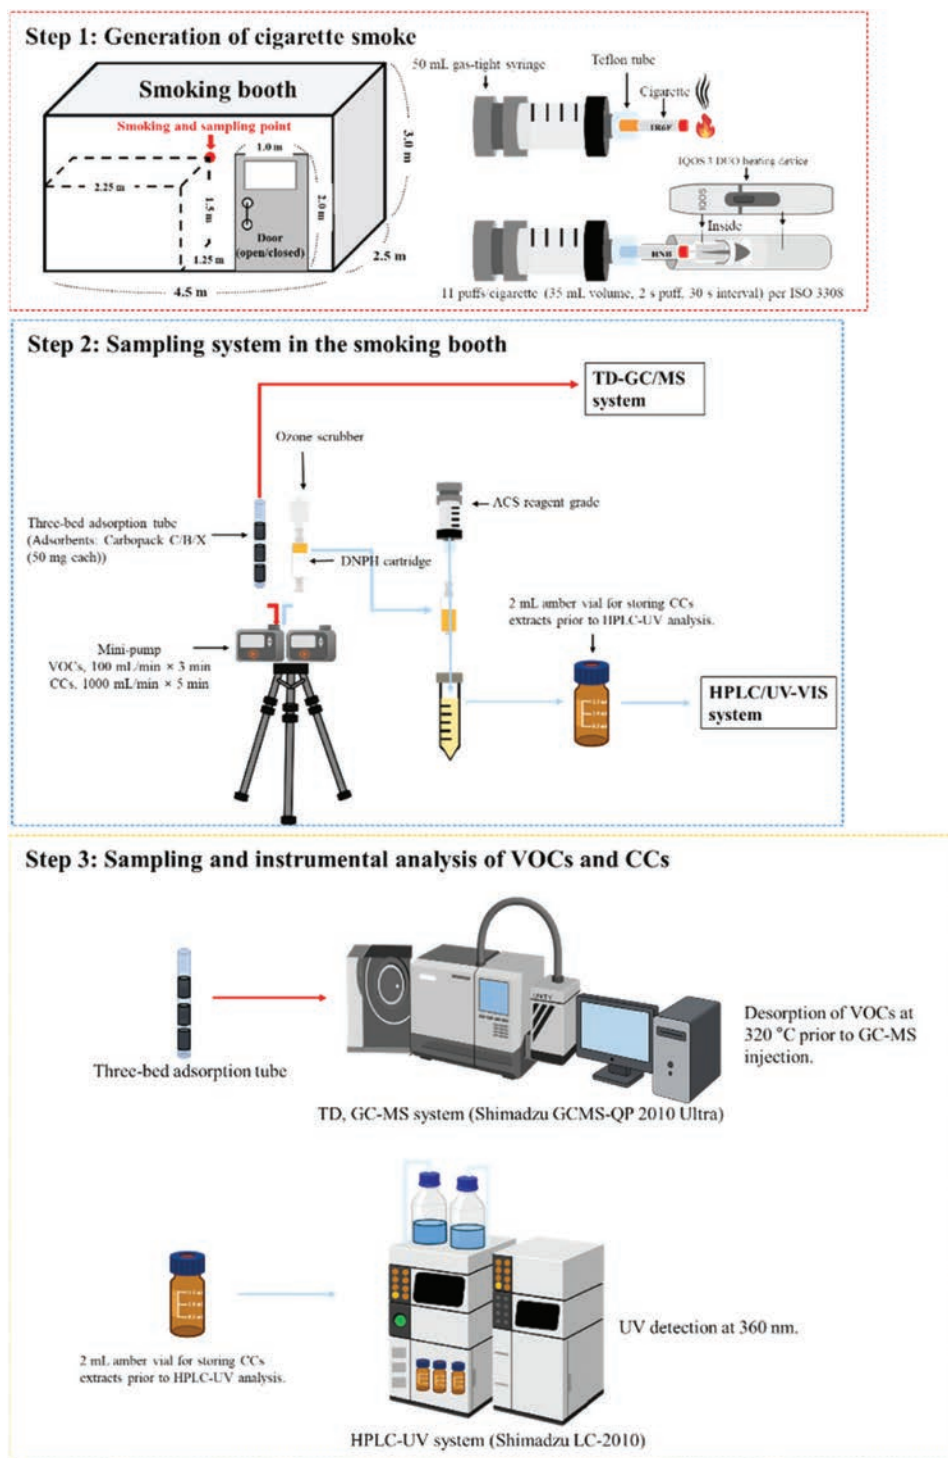 Step 1: Generation of cigarette smoke
50 mL gas-tight syringe
Teflon tube
Cigarette
Smoking booth
Smoking and sampling point
1.0 m
3.0 m
1R6F
IQOS 3 DUO heating device
2.25 m
1.5 m
2.0 m
IQOS
Inside
Door
(open/closed)
1.25 m
2.5 m
HNB
4.5 m
11 puffs/cigarette (35 mL volume, 2 s puff, 30 s interval) per ISO 3308
Step 2: Sampling system in the smoking booth
TD-GC/MS
system
Ozone scrubber
ACS reagent grade
Three-bed adsorption tube
(Adsorbents: Carbopack C/B/X
(50 mg each))
DNPH cartridge
2 mL amber vial for storing CCs
extracts prior to HPLC-UV analysis.
Mini-pump
VOCs, 100 mL/min × 3 min
CCs, 1000 mL/min × 5 min
HPLC/UV-VIS
system
Step 3: Sampling and instrumental analysis of VOCs and CCs
Desorption of VOCs at
320 °C prior to GC-MS
injection.
Three-bed adsorption tube
TD, GC-MS system (Shimadzu GCMS-QP 2010 Ultra)
UV detection at 360 nm.
2 mL amber vial for storing CCs
extracts prior to HPLC-UV analysis.
HPLC-UV system (Shimadzu LC-2010)